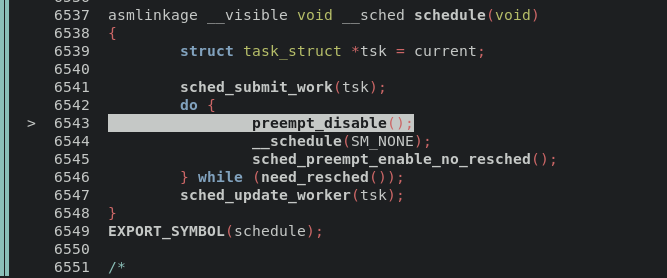 6537 asmlinkage __visible void __sched schedule(void)
6538 {
6539 struct task_struct *tsk = current;
6540
6541 sched_submit_work(tsk);
6542 do {
> 6543 preempt_disable();
6544 __schedule(SM_NONE);
6545 sched_preempt_enable_no_resched();
6546 } while (need_resched());
6547 sched_update_worker(tsk);
6548 }
6549 EXPORT_SYMBOL(schedule);
6550
6551 /*